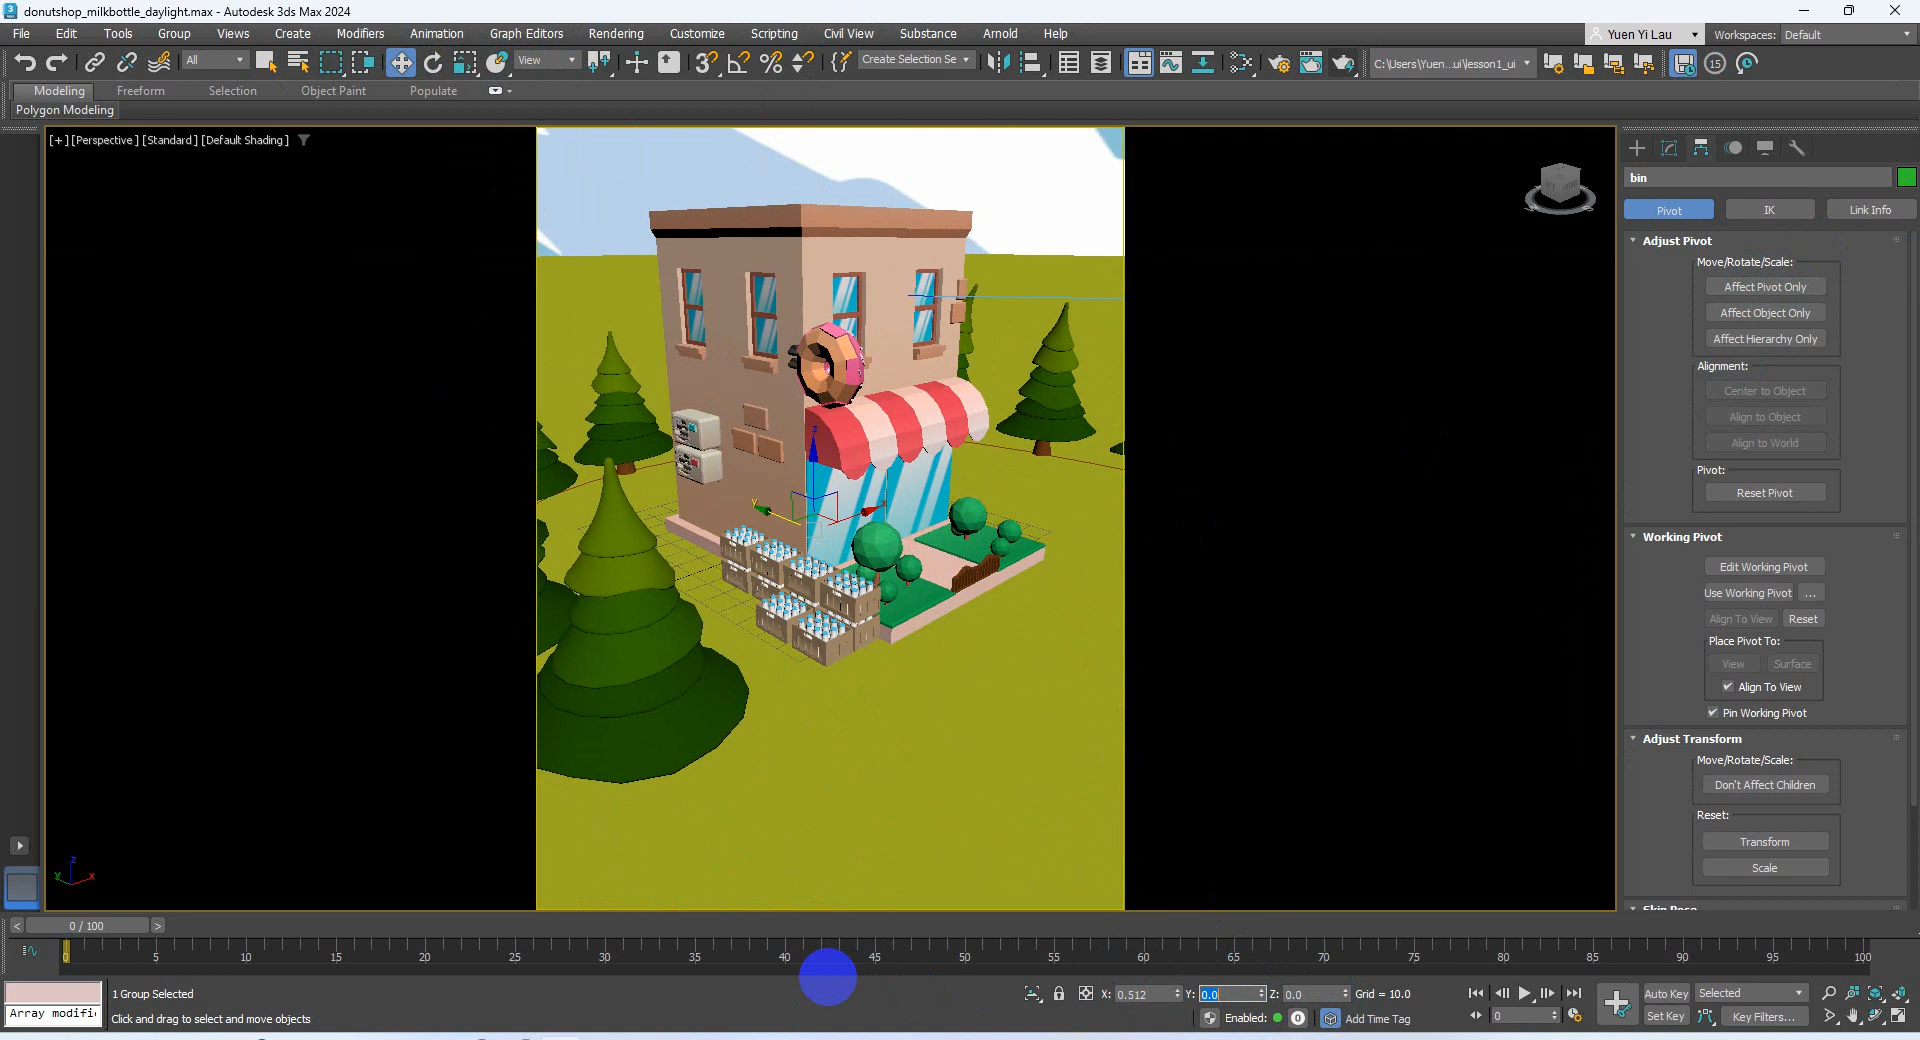 donutshop_milkbottle_daylight.max - Autodesk 3ds Max 2024
File Edit Tools Group Views Create Modifiers Animation Graph Editors Rendering Customize Scripting Civil View Substance Arnold Help
Yuen Yi Lau
Workspaces: Default
All
View
Create Selection Se
C:\Users\Yuen...ui\lesson1_ui
15
Modeling Freeform Selection Object Paint Populate
Polygon Modeling
[+] [Perspective] [Standard] [Default Shading]
bin
Pivot IK Link Info
Adjust Pivot
Move/Rotate/Scale:
Affect Pivot Only
Affect Object Only
Affect Hierarchy Only
Alignment:
Center to Object
Align to Object
Align to World
Pivot:
Reset Pivot
Working Pivot
Edit Working Pivot
Use Working Pivot ...
Align To View Reset
Place Pivot To:
View Surface
Align To View
Pin Working Pivot
Adjust Transform
Move/Rotate/Scale:
Don't Affect Children
Reset:
Transform
Scale
Skin Pose
z
y
x
z
y
x
< 0 / 100 >
0 5 10 15 20 25 30 35 40 45 50 55 60 65 70 75 80 85 90 95 100
1 Group Selected
Array modifi
Click and drag to select and move objects
X: 0.512 Y: 0.0 Z: 0.0 Grid = 10.0
Enabled: 0 Add Time Tag
0
Auto Key Selected
Set Key Key Filters...